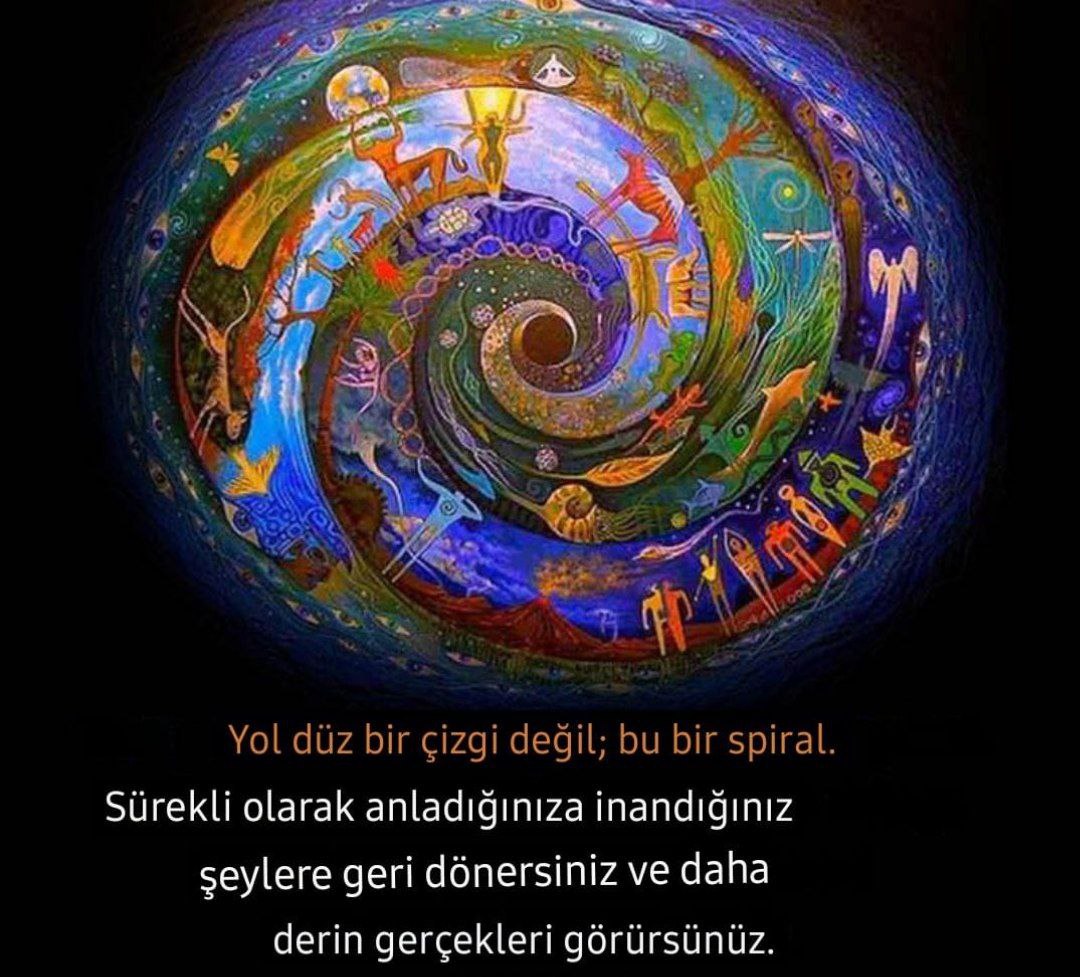 Yol düz bir çizgi değil; bu bir spiral.
Sürekli olarak anladığınıza inandığınız
şeylere geri dönersiniz ve daha
derin gerçekleri görürsünüz.